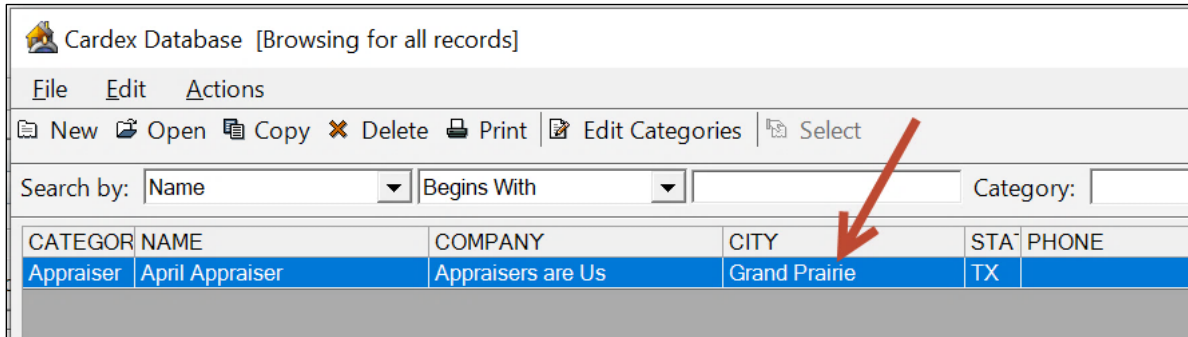 Cardex Database [Browsing for all records]
File Edit Actions
New Open Copy Delete Print Edit Categories Select
Search by: Name Begins With Category:
CATEGOR NAME COMPANY CITY STAT PHONE
Appraiser April Appraiser Appraisers are Us Grand Prairie TX